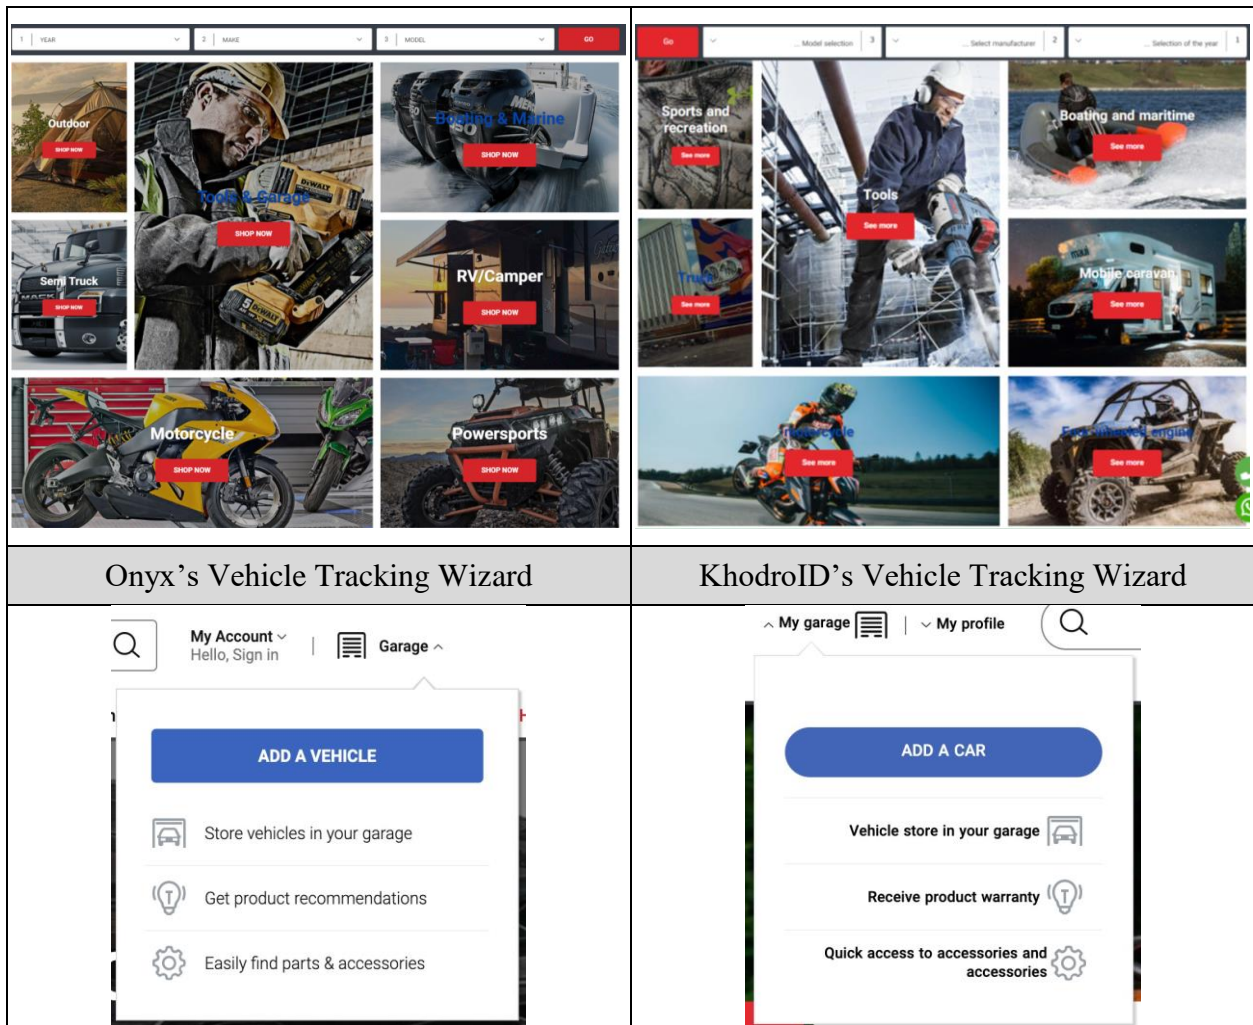 1 YEAR
2 MAKE
3 MODEL
GO
Outdoor
SHOP NOW
Tools & Garage
SHOP NOW
Boating & Marine
SHOP NOW
Semi Truck
SHOP NOW
RV/Camper
SHOP NOW
Motorcycle
SHOP NOW
Powersports
SHOP NOW
DEWALT
5
DEWALT
MACK
Go
... Model selection 3
... Select manufacturer 2
... Selection of the year 1
Sports and
recreation
See more
Tools
See more
Boating and maritime
See more
Truck
See more
Mobile caravan
See more
motorcycle
See more
See more
Onyx’s Vehicle Tracking Wizard
KhodroID’s Vehicle Tracking Wizard
My Account
Hello, Sign in
Garage
ADD A VEHICLE
Store vehicles in your garage
Get product recommendations
Easily find parts & accessories
My garage
My profile
ADD A CAR
Vehicle store in your garage
Receive product warranty
Quick access to accessories and
accessories